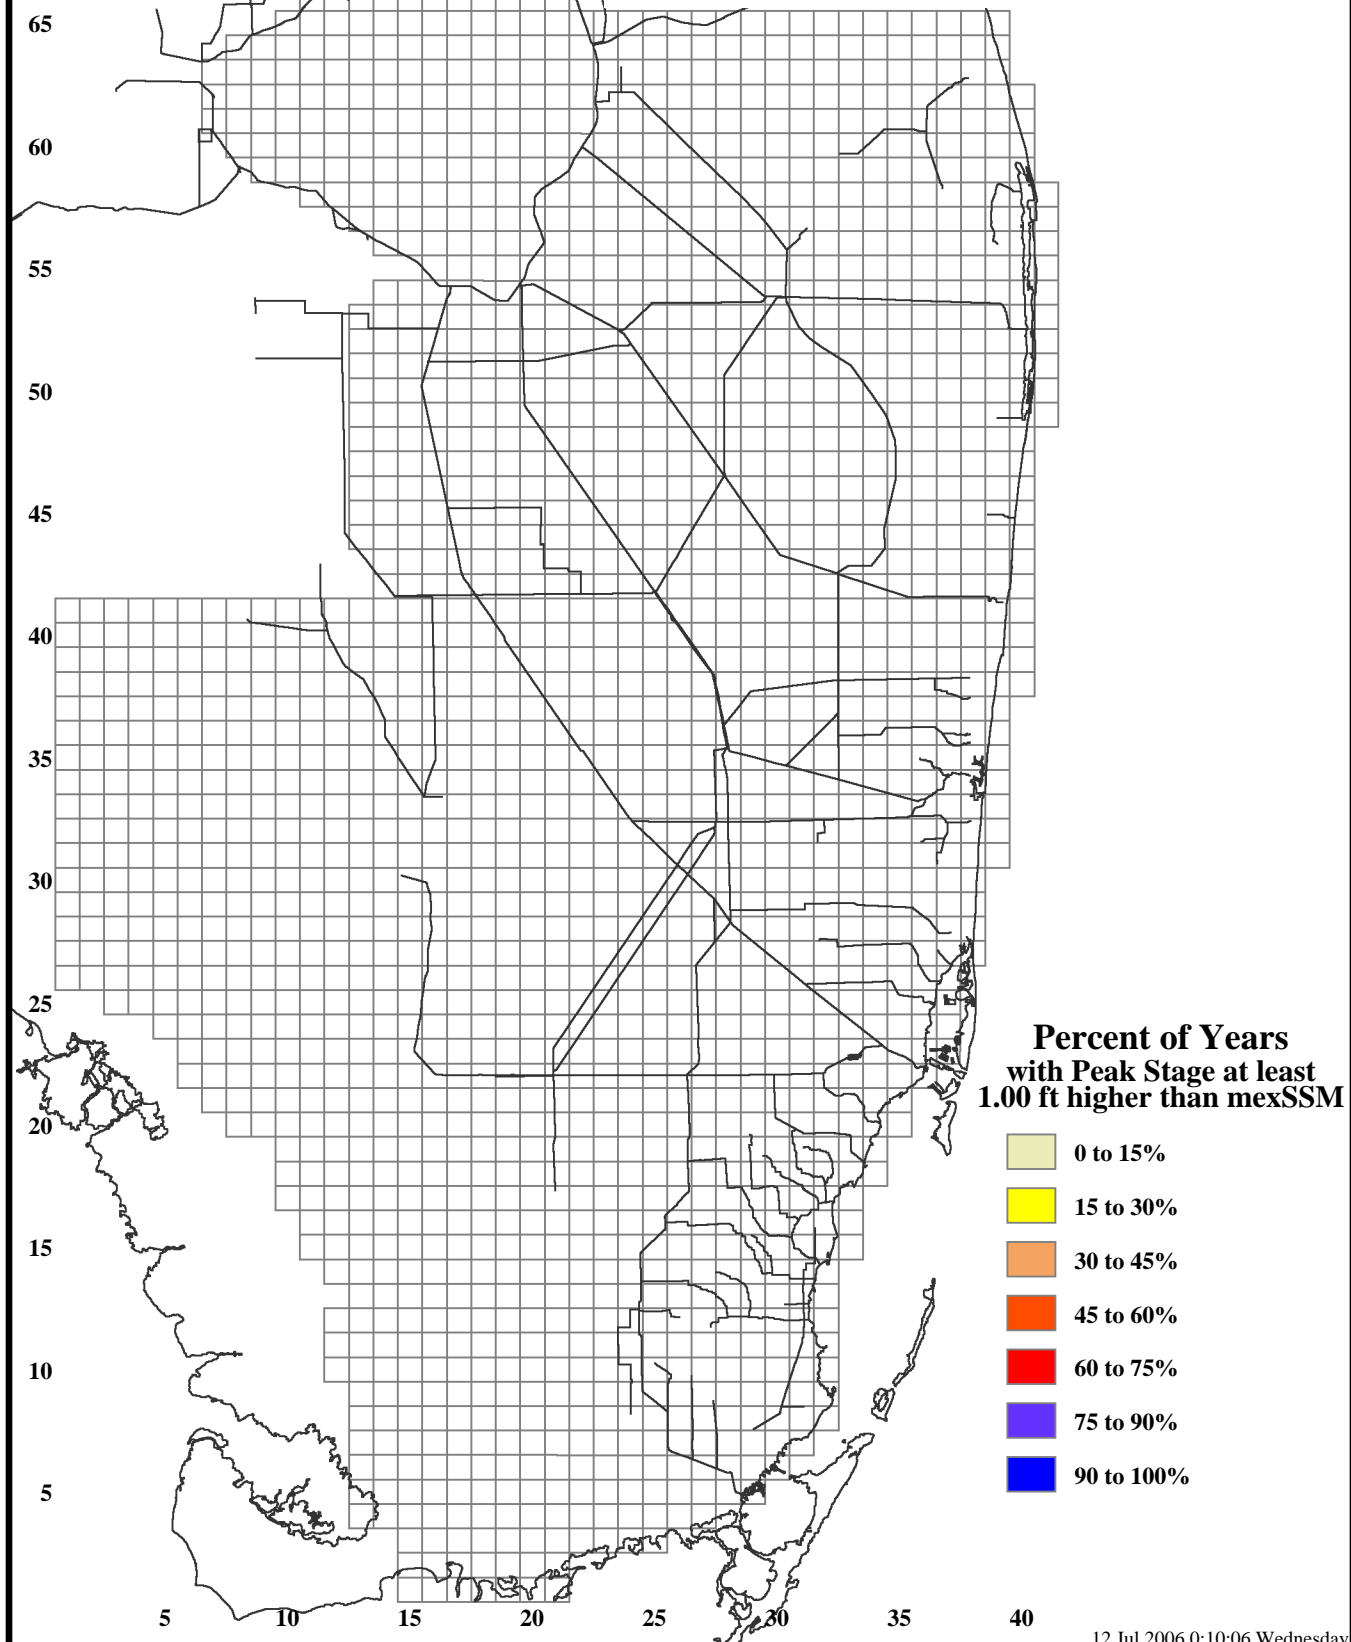 65
60
55
50
45
40
35
30
25
20
15
10
5
Percent of Years
with Peak Stage at least
1.00 ft higher than mexSSM
0 to 15%
15 to 30%
30 to 45%
45 to 60%
60 to 75%
75 to 90%
90 to 100%
5 10 15 20 25 30 35 40
12 Jul 2006 0:10:06 Wednesday